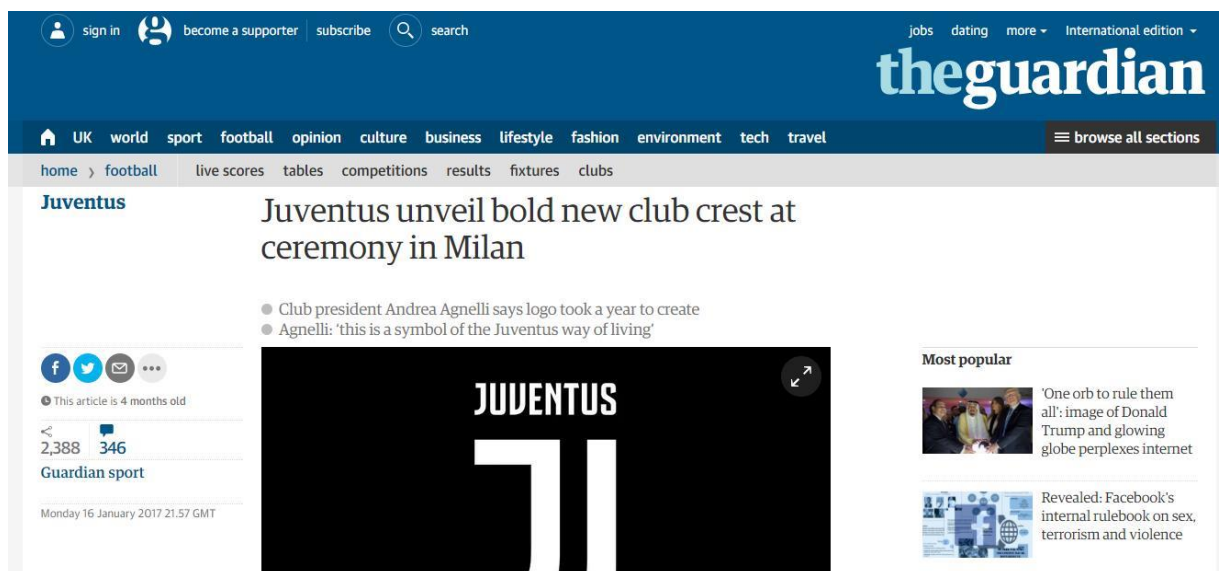 sign in become a supporter subscribe search
jobs dating more International edition
theguardian
UK world sport football opinion culture business lifestyle fashion environment tech travel
browse all sections
home football live scores tables competitions results fixtures clubs
Juventus
Juventus unveil bold new club crest at
ceremony in Milan
Club president Andrea Agnelli says logo took a year to create
Agnelli: 'this is a symbol of the Juventus way of living'
This article is 4 months old
2,388 346
Guardian sport
Monday 16 January 2017 21.57 GMT
JUVENTUS
J
Most popular
'One orb to rule them
all': image of Donald
Trump and glowing
globe perplexes internet
Revealed: Facebook's
internal rulebook on sex,
terrorism and violence